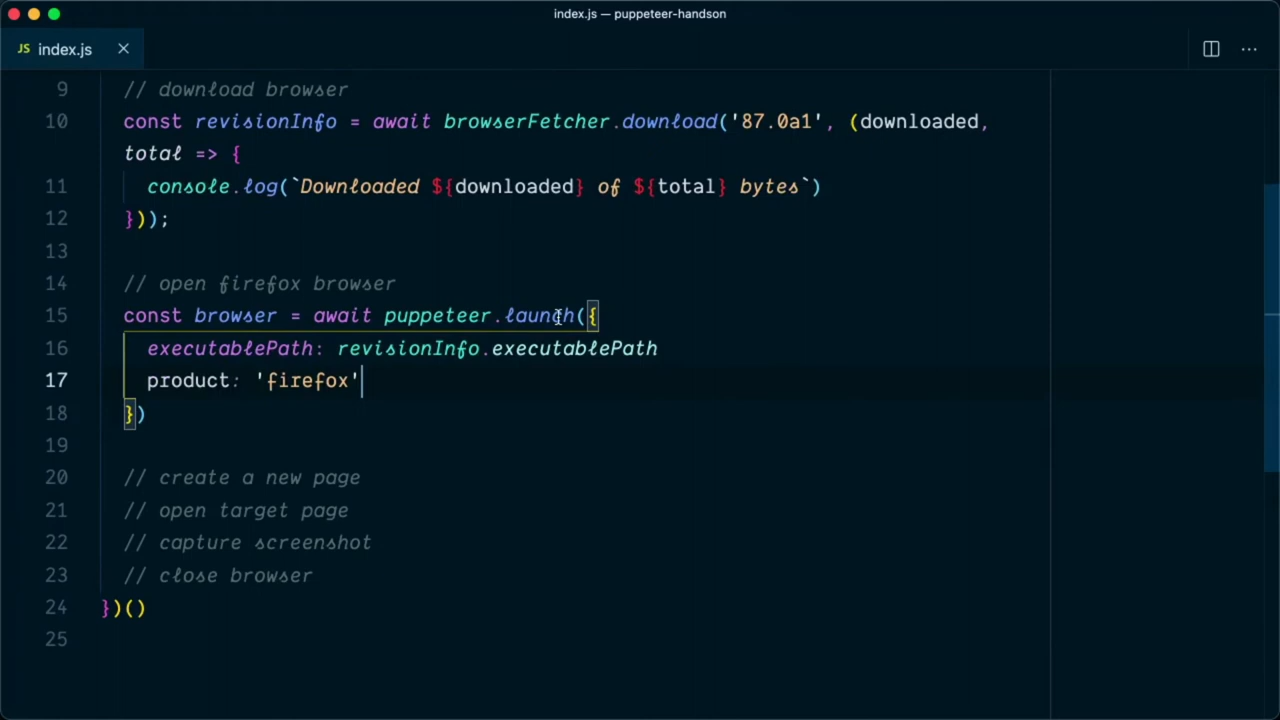 index.js — puppeteer-handson
JS index.js
9 // download browser
10 const revisionInfo = await browserFetcher.download('87.0a1', (downloaded,
total => {
11 console.log(`Downloaded ${downloaded} of ${total} bytes`)
12 }));
13
14 // open firefox browser
15 const browser = await puppeteer.launch({
16 executablePath: revisionInfo.executablePath
17 product: 'firefox'
18 })
19
20 // create a new page
21 // open target page
22 // capture screenshot
23 // close browser
24 })()
25